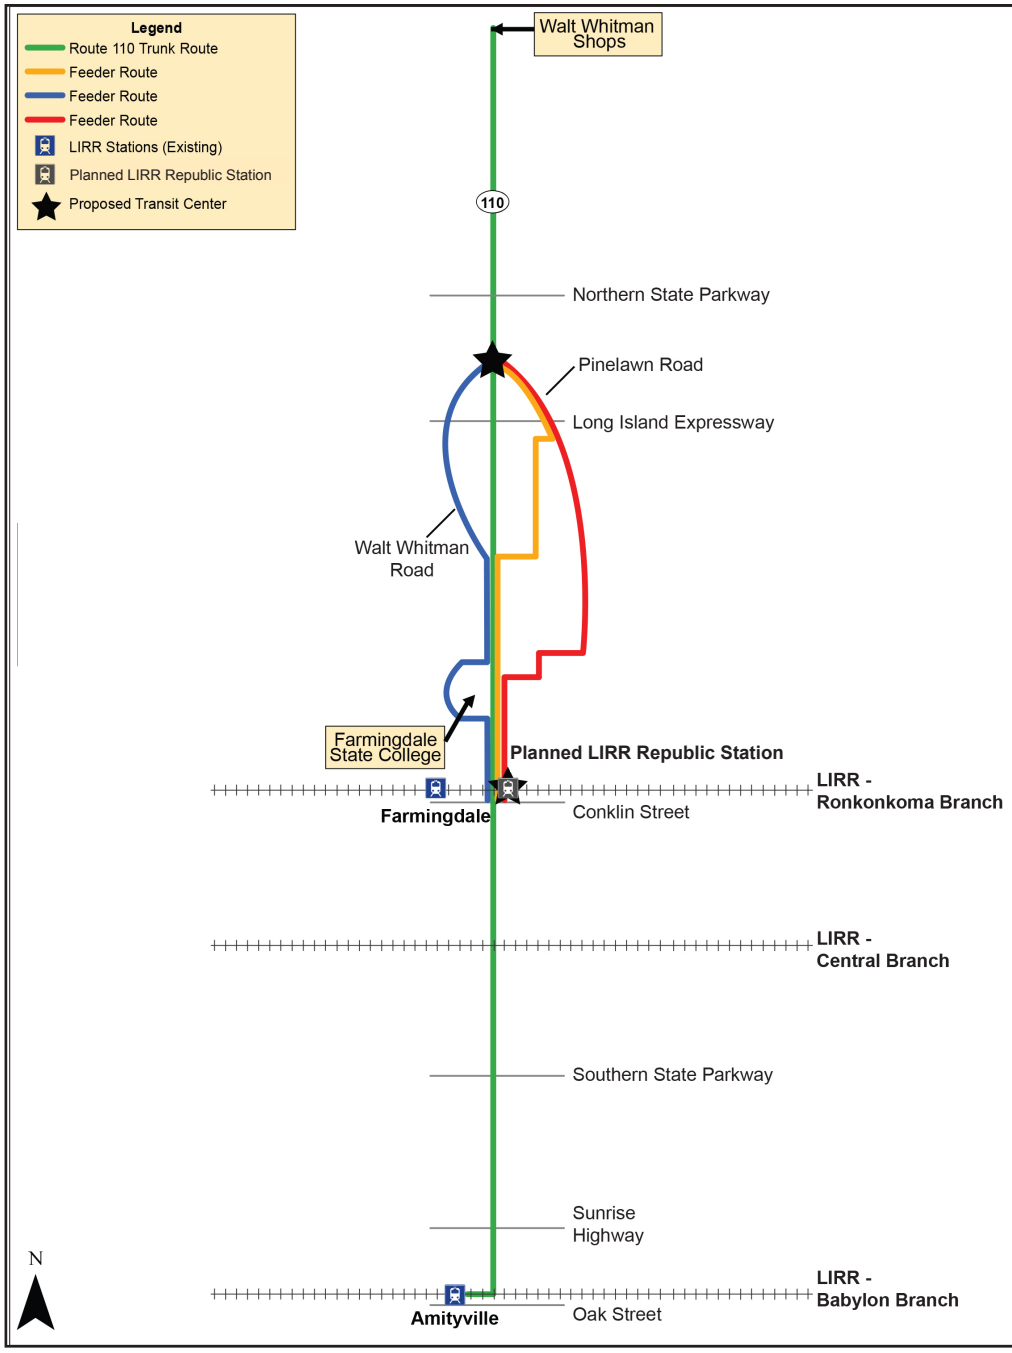 Legend
Route 110 Trunk Route
Feeder Route
Feeder Route
Feeder Route
LIRR Stations (Existing)
Planned LIRR Republic Station
Proposed Transit Center
Walt Whitman
Shops
110
Northern State Parkway
Pinelawn Road
Long Island Expressway
Walt Whitman
Road
Farmingdale
State College
Planned LIRR Republic Station
LIRR -
Ronkonkoma Branch
Farmingdale
Conklin Street
LIRR -
Central Branch
Southern State Parkway
Sunrise
Highway
N
LIRR -
Babylon Branch
Amityville
Oak Street